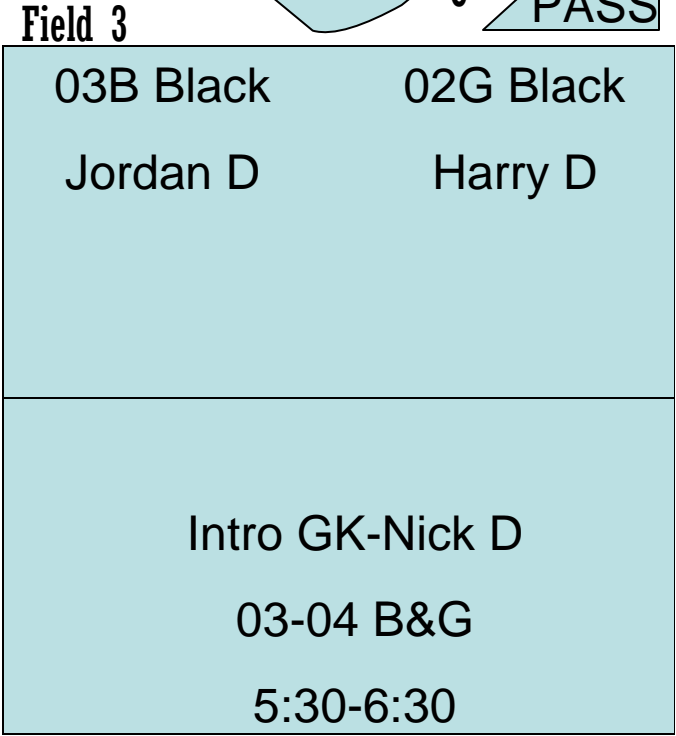 PASS
Field 3
03B Black 02G Black
Jordan D Harry D
Intro GK-Nick D
03-04 B&G
5:30-6:30